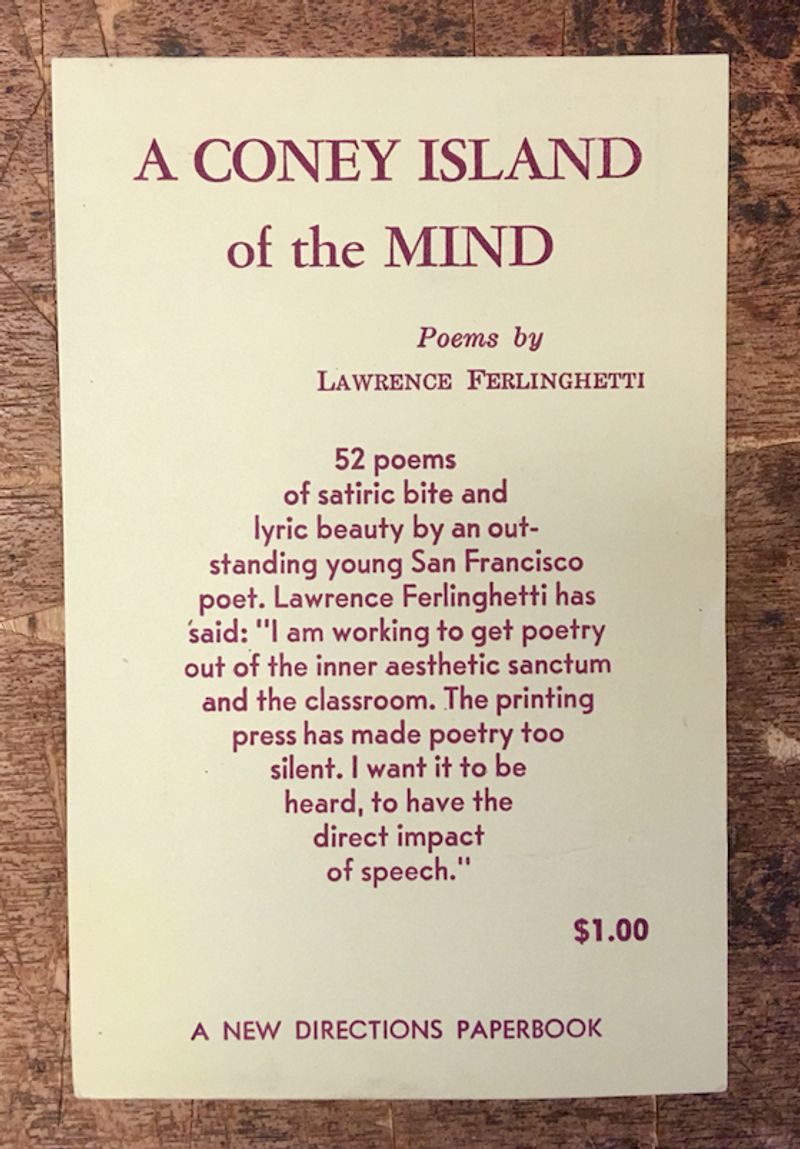 A CONEY ISLAND
of the MIND
Poems by
LAWRENCE FERLINGHETTI
52 poems
of satiric bite and
lyric beauty by an out-
standing young San Francisco
poet. Lawrence Ferlinghetti has
said: "I am working to get poetry
out of the inner aesthetic sanctum
and the classroom. The printing
press has made poetry too
silent. I want it to be
heard, to have the
direct impact
of speech."
$1.00
A NEW DIRECTIONS PAPERBOOK